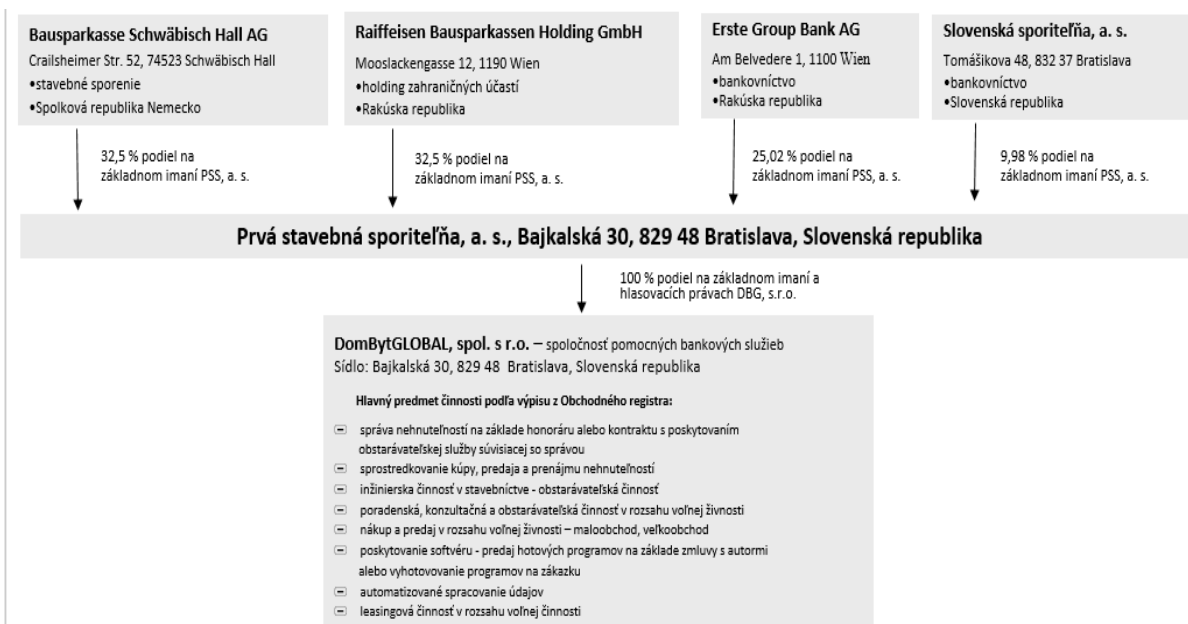 Bausparkasse Schwäbisch Hall AG
Crailsheimer Str. 52, 74523 Schwäbisch Hall
•stavebné sporenie
•Spolková republika Nemecko
Raiffeisen Bausparkassen Holding GmbH
Mooslackengasse 12, 1190 Wien
•holding zahraničných účastí
•Rakúska republika
Erste Group Bank AG
Am Belvedere 1, 1100 Wien
•bankovníctvo
•Rakúska republika
Slovenská sporiteľňa, a. s.
Tomášikova 48, 832 37 Bratislava
•bankovníctvo
•Slovenská republika
32,5 % podiel na
základnom imaní PSS, a. s.
32,5 % podiel na
základnom imaní PSS, a. s.
25,02 % podiel na
základnom imaní PSS, a. s.
9,98 % podiel na
základnom imaní PSS, a. s.
Prvá stavebná sporiteľňa, a. s., Bajkalská 30, 829 48 Bratislava, Slovenská republika
100 % podiel na základnom imaní a
hlasovacích právach DBG, s.r.o.
DomBytGLOBAL, spol. s r.o. – spoločnosť pomocných bankových služieb
Sídlo: Bajkalská 30, 829 48 Bratislava, Slovenská republika
Hlavný predmet činnosti podľa výpisu z Obchodného registra:
− správa nehnuteľností na základe honoráru alebo kontraktu s poskytovaním
obstarávateľskej služby súvisiacej so správou
− sprostredkovanie kúpy, predaja a prenájmu nehnuteľností
− inžinierska činnosť v stavebníctve - obstarávateľská činnosť
− poradenská, konzultačná a obstarávateľská činnosť v rozsahu voľnej živnosti
− nákup a predaj v rozsahu voľnej živnosti – maloobchod, veľkoobchod
− poskytovanie softvéru - predaj hotových programov na základe zmluvy s autormi
alebo vyhotovovanie programov na zákazku
− automatizované spracovanie údajov
− leasingová činnosť v rozsahu voľnej činnosti